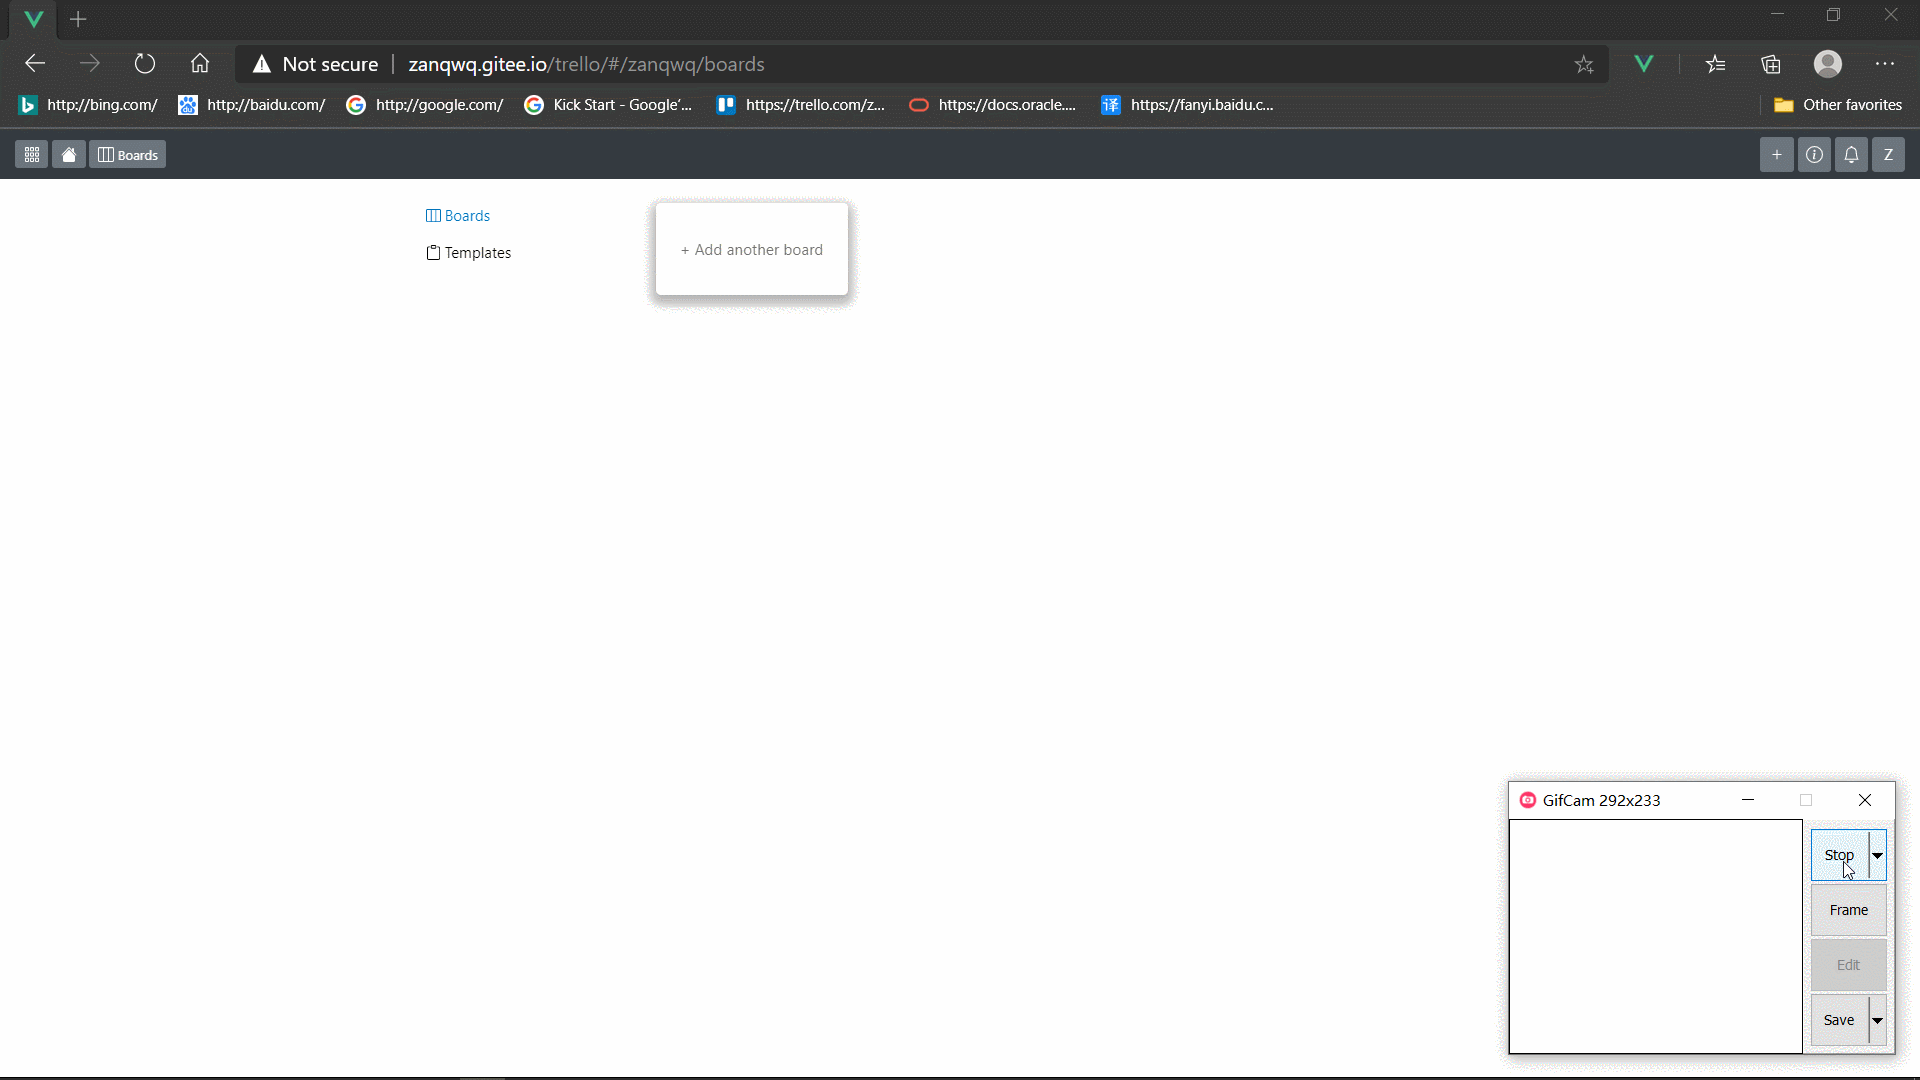 Not secure
zanqwq.gitee.io/trello/#/zanqwq/boards
http://bing.com/
http://baidu.com/
http://google.com/
Kick Start - Google'...
https://trello.com/z...
https://docs.oracle....
译
https://fanyi.baidu.c...
Other favorites
Boards
Z
Boards
+ Add another board
Templates
GifCam 292x233
Stop
Frame
Edit
Save